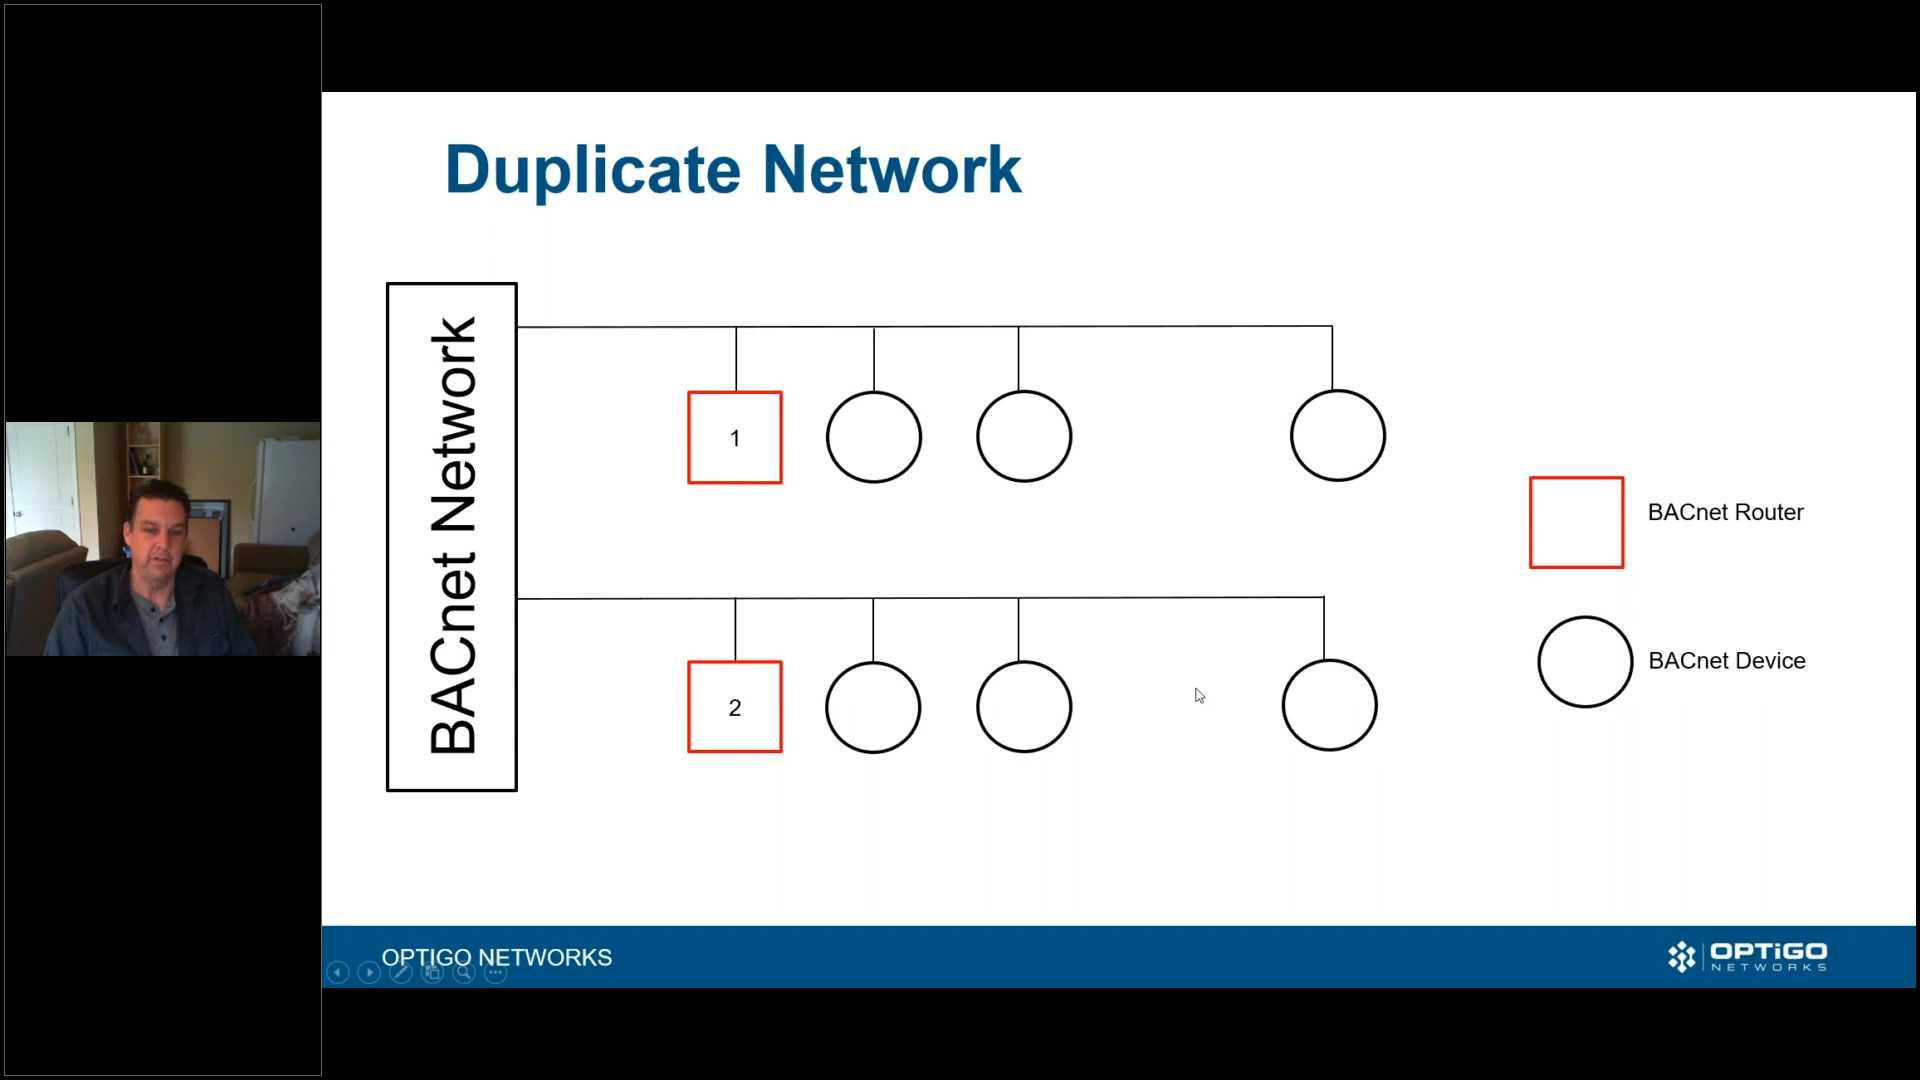 Duplicate Network
BACnet Network
1
2
BACnet Router
BACnet Device
OPTIGO NETWORKS
OPTiGO
NETWORKS